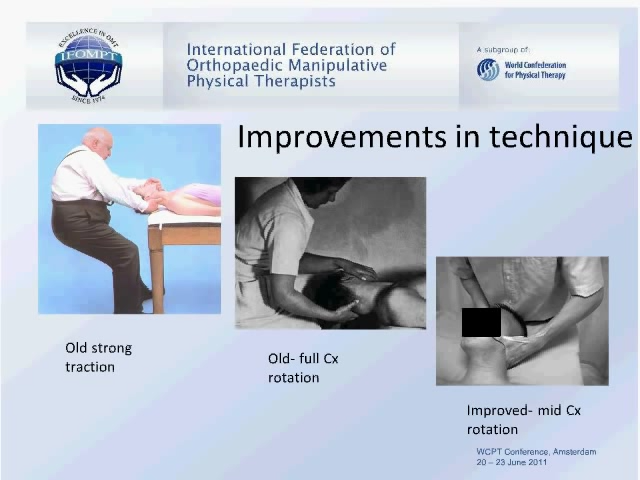 EXCELLENCE IN OMT
IFOMPT
SINCE 1974
International Federation of
Orthopaedic Manipulative
Physical Therapists
A subgroup of:
World Confederation
for Physical Therapy
Improvements in technique
Old strong
traction
Old- full Cx
rotation
Improved- mid Cx
rotation
WCPT Conference, Amsterdam
20 – 23 June 2011